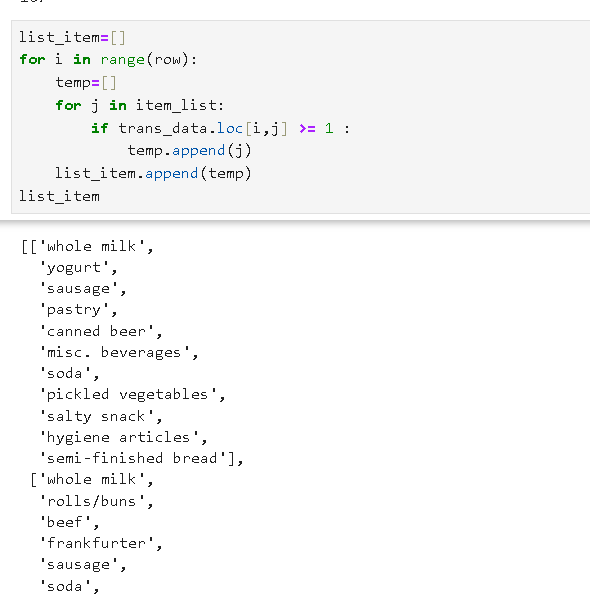 list_item=[]
for i in range(row):
    temp=[]
    for j in item_list:
        if trans_data.loc[i,j] >= 1 :
            temp.append(j)
    list_item.append(temp)
list_item
[['whole milk',
  'yogurt',
  'sausage',
  'pastry',
  'canned beer',
  'misc. beverages',
  'soda',
  'pickled vegetables',
  'salty snack',
  'hygiene articles',
  'semi-finished bread'],
 ['whole milk',
  'rolls/buns',
  'beef',
  'frankfurter',
  'sausage',
  'soda',